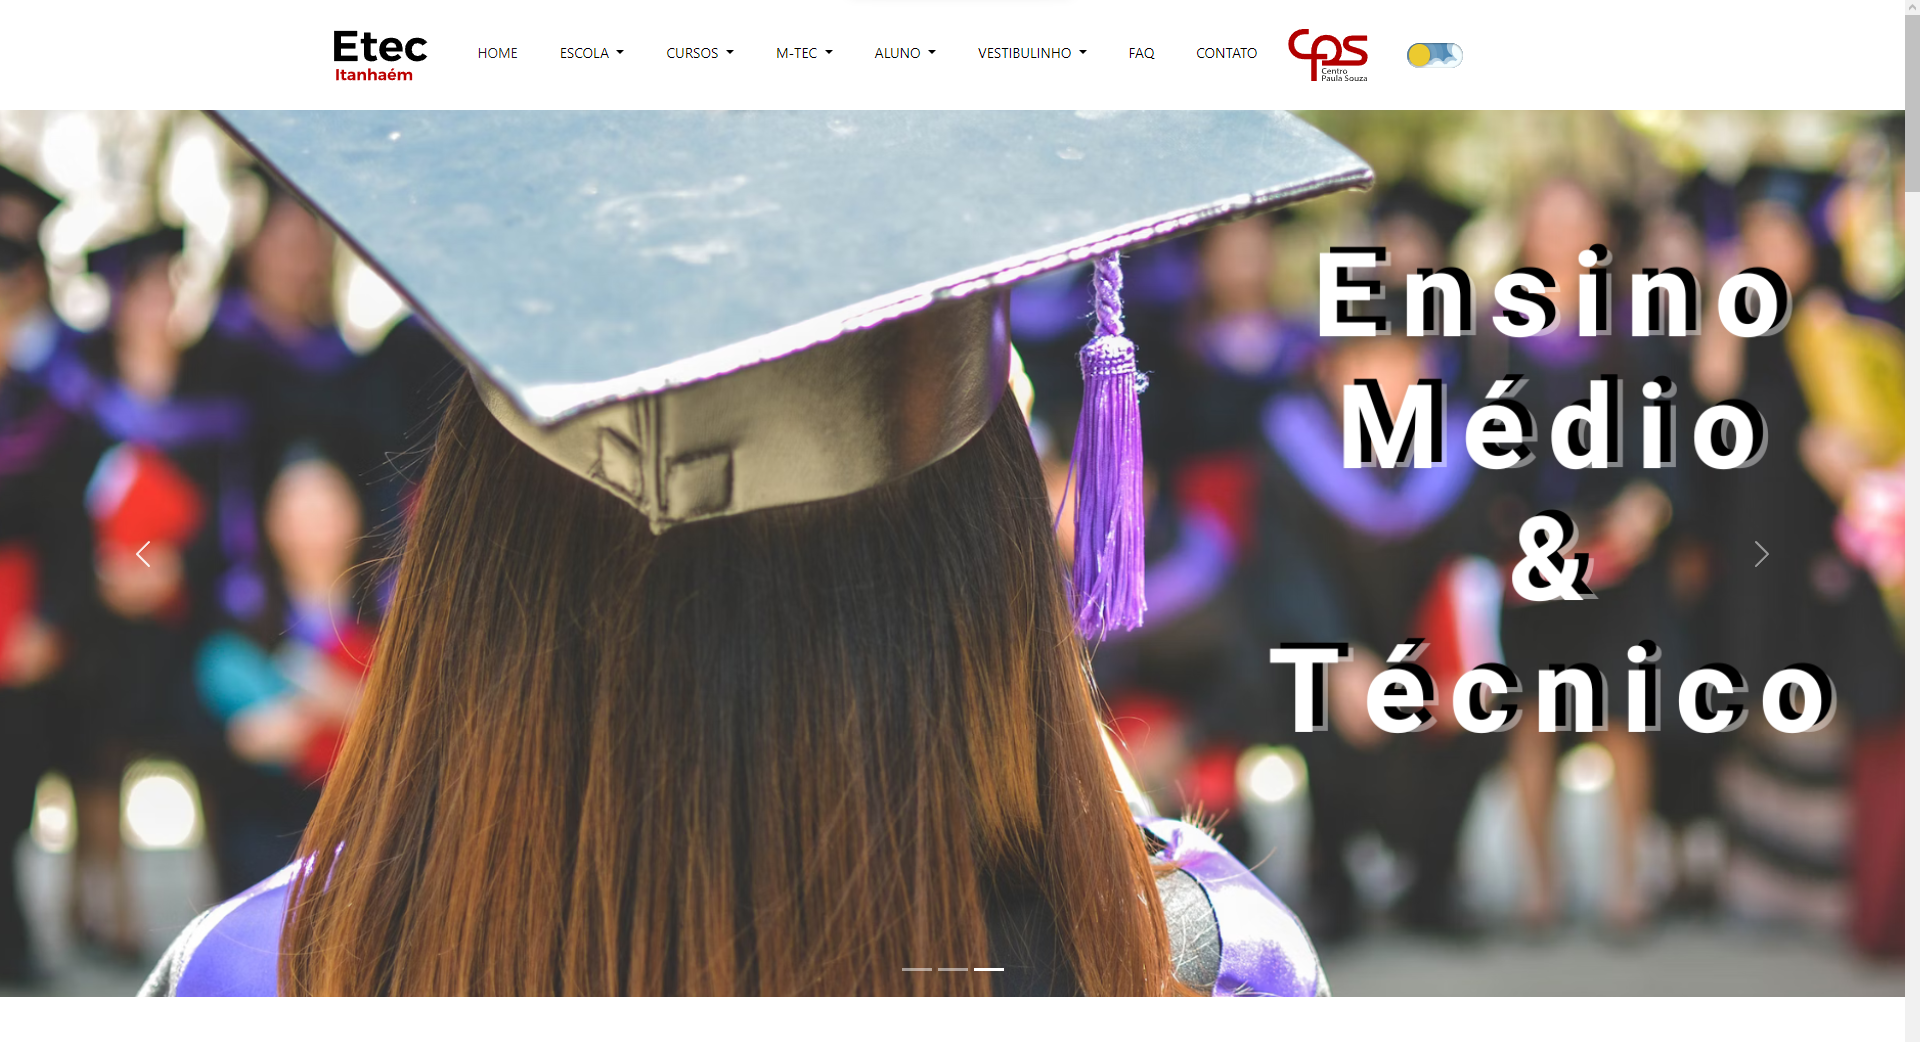 Etec
Itanhaém
HOME
ESCOLA
CURSOS
M-TEC
ALUNO
VESTIBULINHO
FAQ
CONTATO
CPS
Centro
Paula Souza
Ensino
Médio
&
Técnico